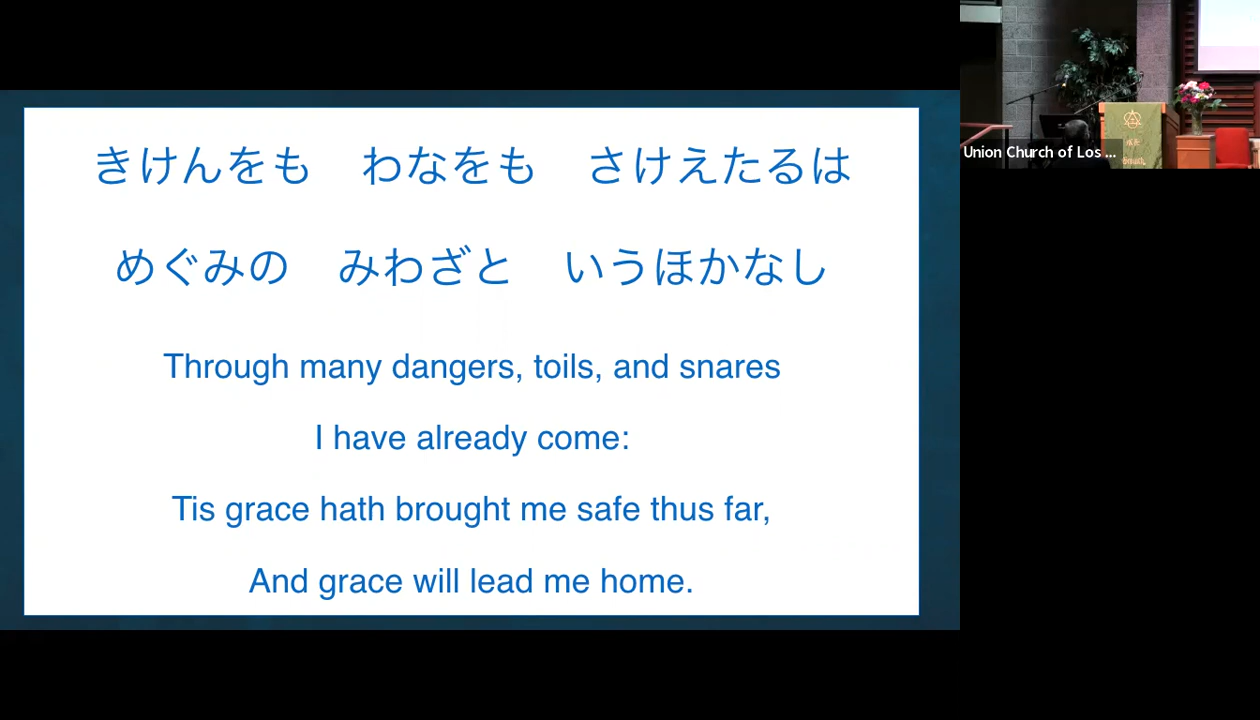 きけんをも　わなをも　さけえたるは
めぐみの　みわざと　いうほかなし
Through many dangers, toils, and snares
I have already come:
Tis grace hath brought me safe thus far,
And grace will lead me home.
Union Church of Los ...